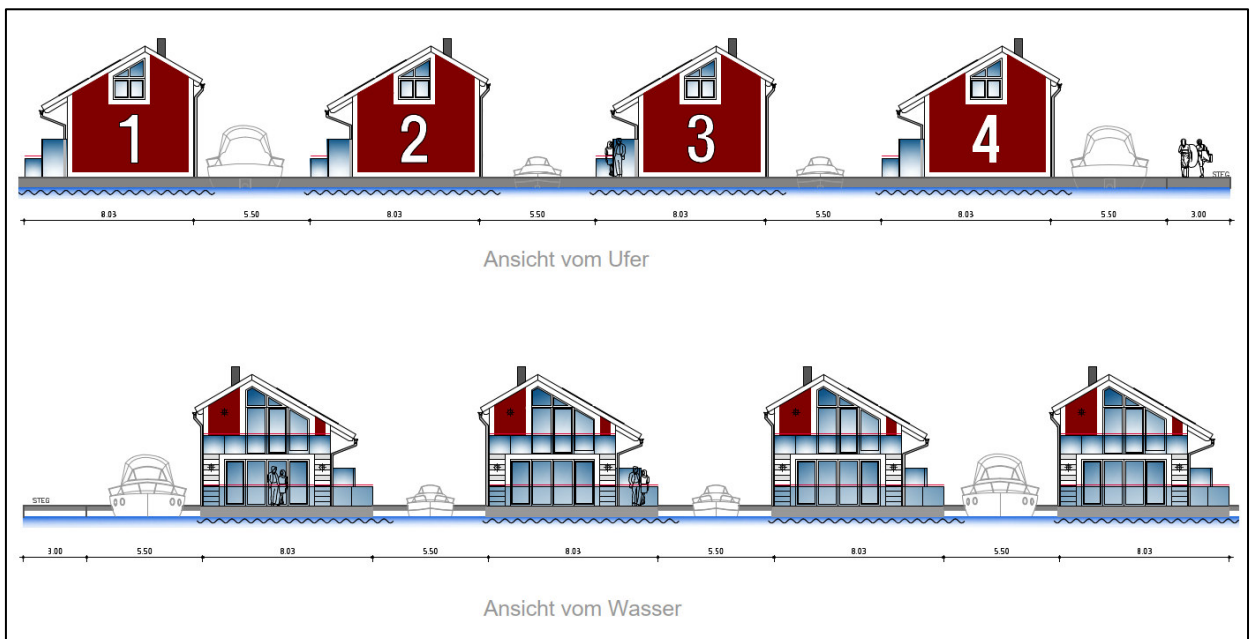 1 2 3 4
STEG
8.03 5.50 8.03 5.50 8.03 5.50 8.03 5.50 3.00
Ansicht vom Ufer
STEG
3.00 5.50 8.03 5.50 8.03 5.50 8.03 5.50 8.03
Ansicht vom Wasser